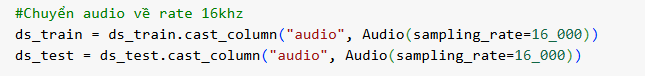 #Chuyển audio về rate 16khz
ds_train = ds_train.cast_column("audio", Audio(sampling_rate=16_000))
ds_test = ds_test.cast_column("audio", Audio(sampling_rate=16_000))